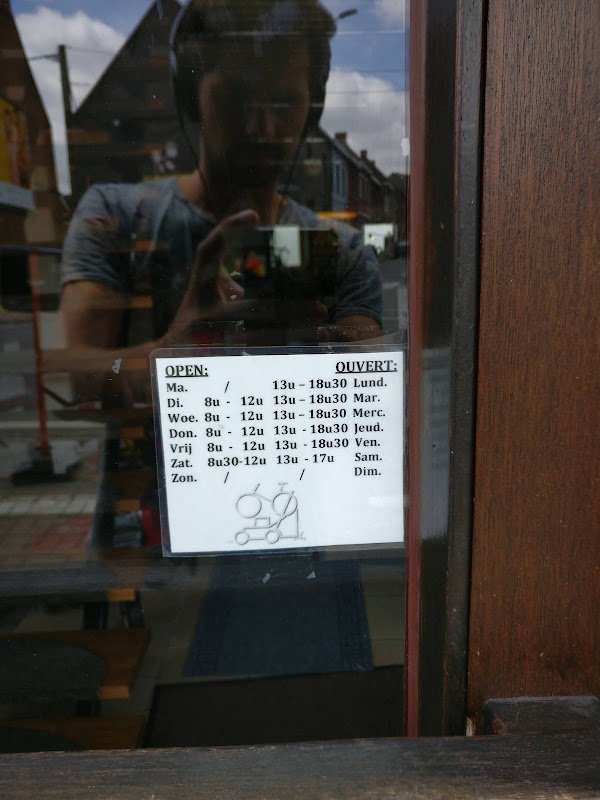 OPEN: OUVERT:
Ma. / 13u – 18u30 Lund.
Di. 8u - 12u 13u – 18u30 Mar.
Woe. 8u - 12u 13u – 18u30 Merc.
Don. 8u - 12u 13u - 18u30 Jeud.
Vrij 8u - 12u 13u - 18u30 Ven.
Zat. 8u30-12u 13u - 17u Sam.
Zon. / / Dim.